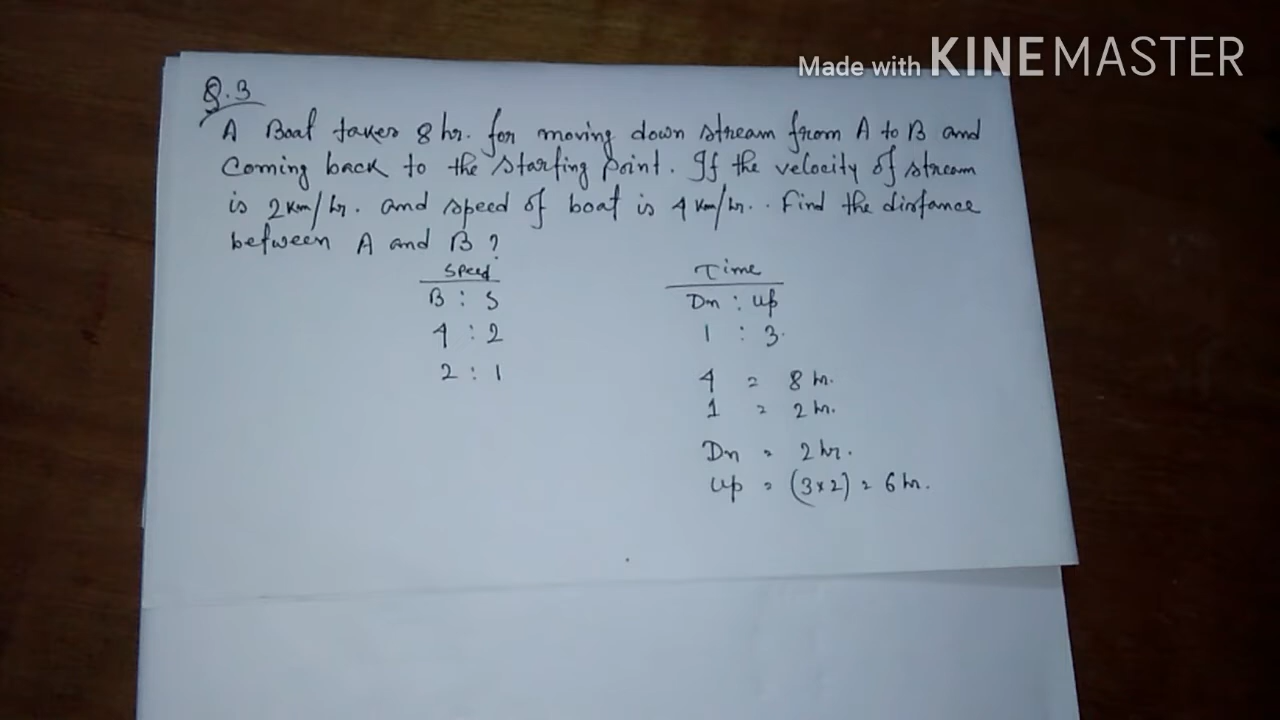 Made with KINEMASTER
Q.3
A Boat takes 8 hr. for moving down stream from A to B and
Coming back to the starting point. If the velocity of stream
is 2 km/hr. and speed of boat is 4 km/hr. . Find the distance
between A and B ?
Speed
B : S
4 : 2
2 : 1
Time
Dn : Up
1 : 3
4 = 8 hr.
1 = 2 hr.
Dn = 2 hr.
Up = (3×2) = 6 hr.